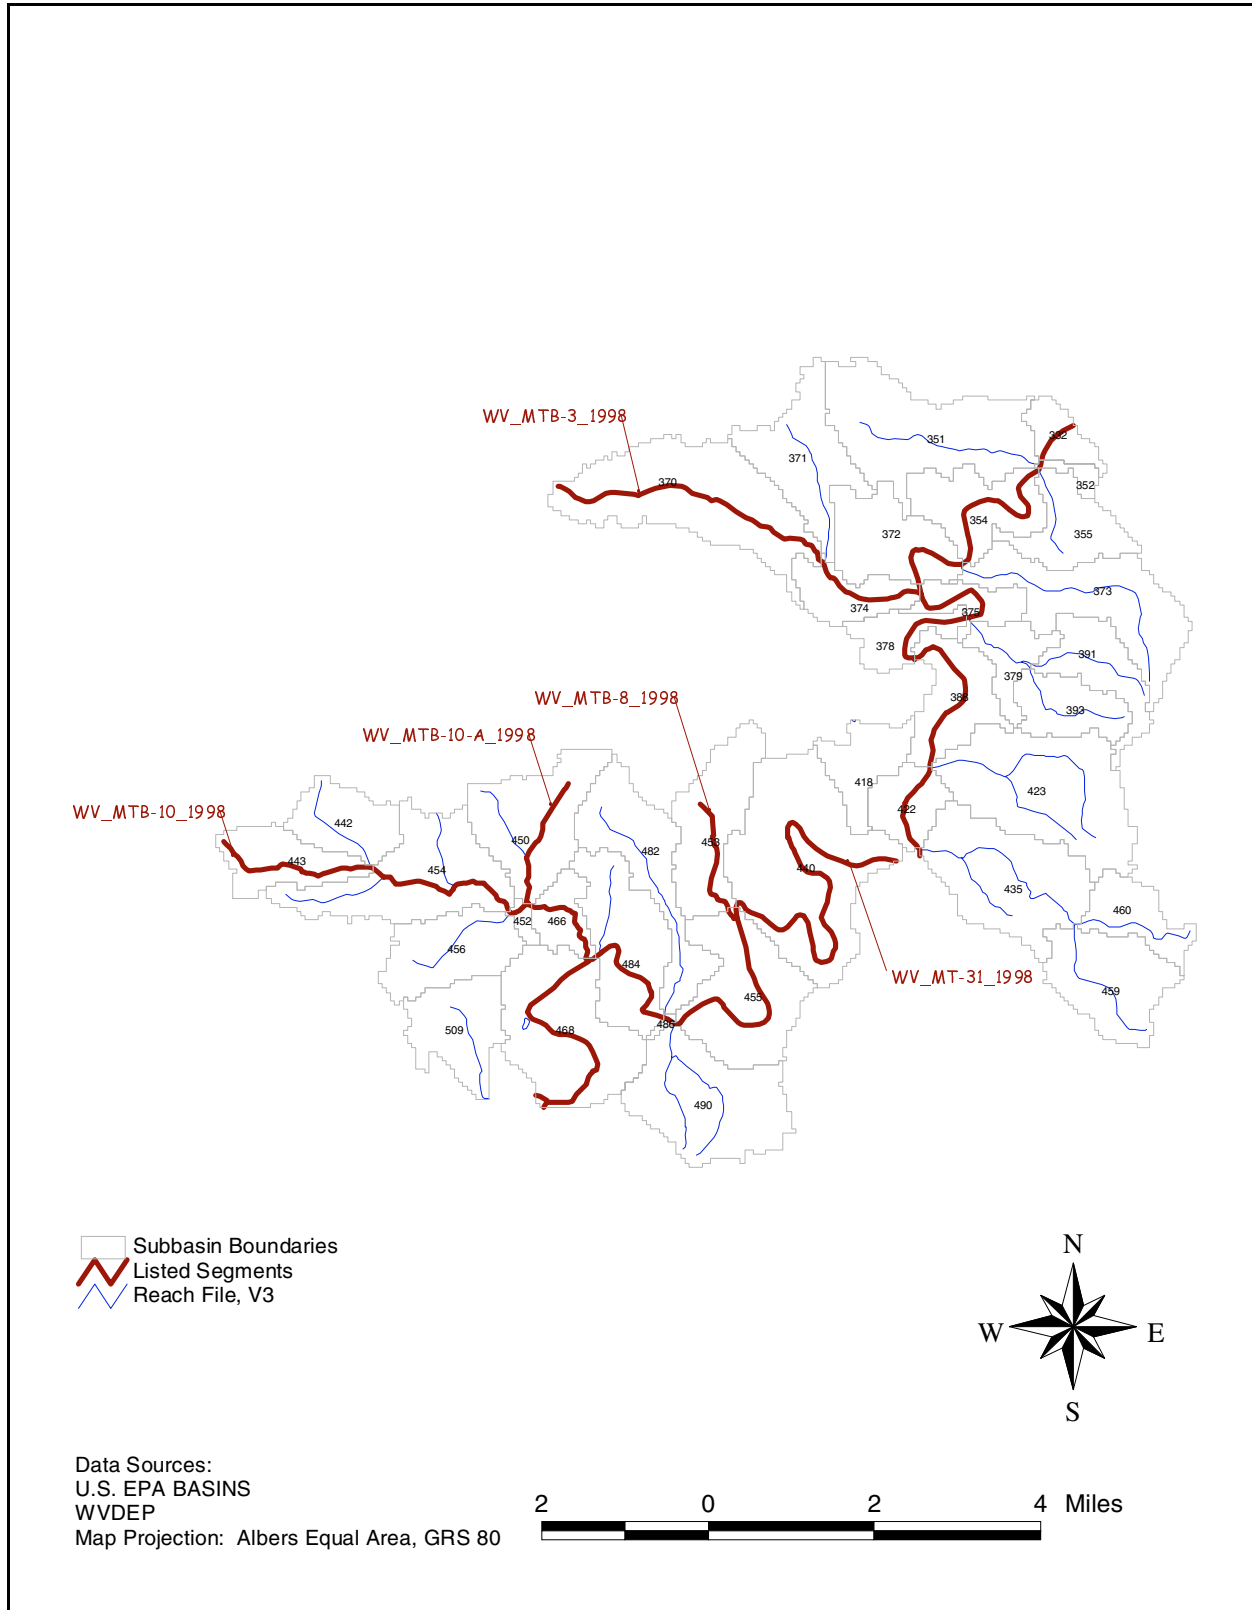 WV_MTB-3_1998
332
351
371
370
352
354
372
355
373
374
375
378
391
379
388
393
WV_MTB-8_1998
WV_MTB-10-A_1998
418
423
422
WV_MTB-10_1998
442
450
453
482
443
454
440
435
460
452
466
456
484
WV_MT-31_1998
459
455
486
468
509
490
Subbasin Boundaries
Listed Segments
Reach File, V3
N
W E
S
Data Sources:
U.S. EPA BASINS
WVDEP
Map Projection: Albers Equal Area, GRS 80
2 0 2 4 Miles